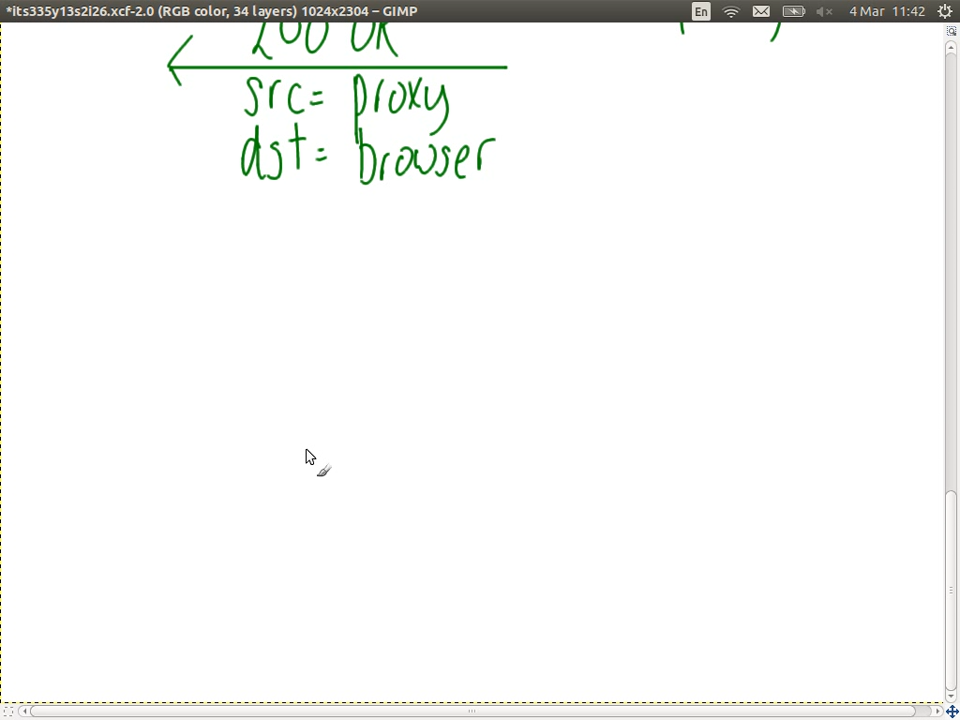 *its335y13s2i26.xcf-2.0 (RGB color, 34 layers) 1024x2304 – GIMP
En
4 Mar 11:42
200 OK
src = proxy
dst = browser